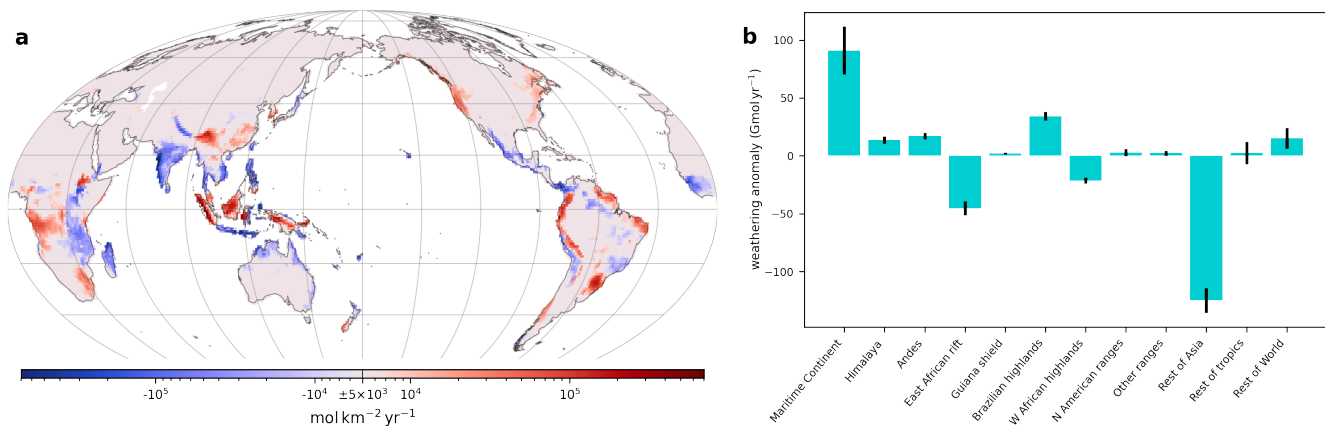 a
-10⁵
-10⁴
±5×10³
10⁴
10⁵
mol km⁻² yr⁻¹
b
weathering anomaly (Gmol yr⁻¹)
100
50
0
−50
−100
Maritime Continent
Himalaya
Andes
East African rift
Guiana shield
Brazilian highlands
W African highlands
N American ranges
Other ranges
Rest of Asia
Rest of tropics
Rest of World